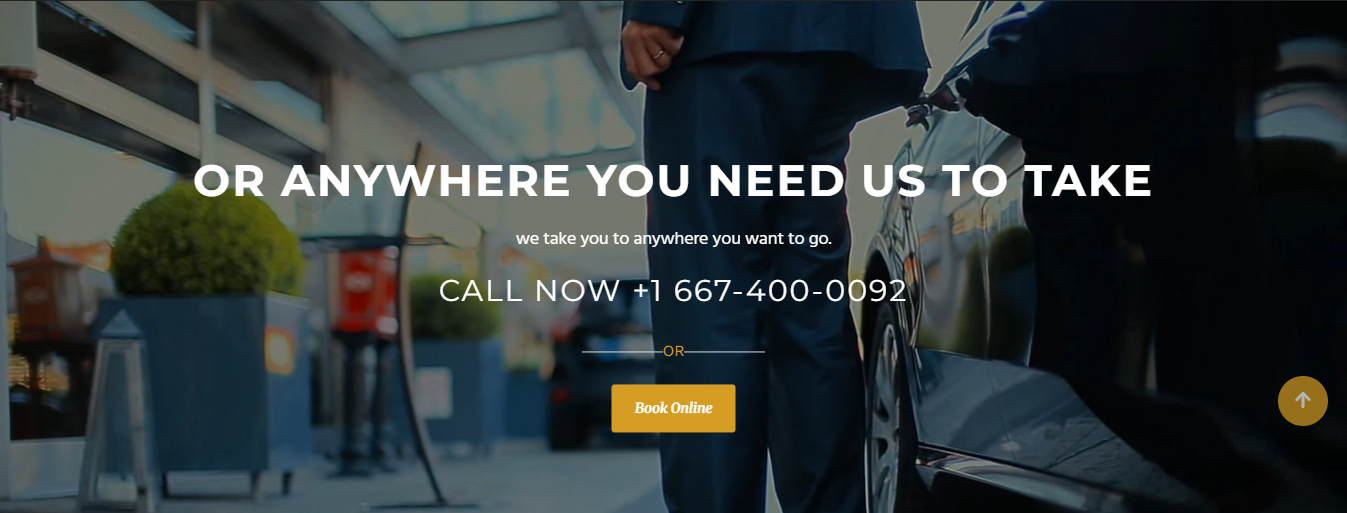 OR ANYWHERE YOU NEED US TO TAKE
we take you to anywhere you want to go.
CALL NOW +1 667-400-0092
OR
Book Online